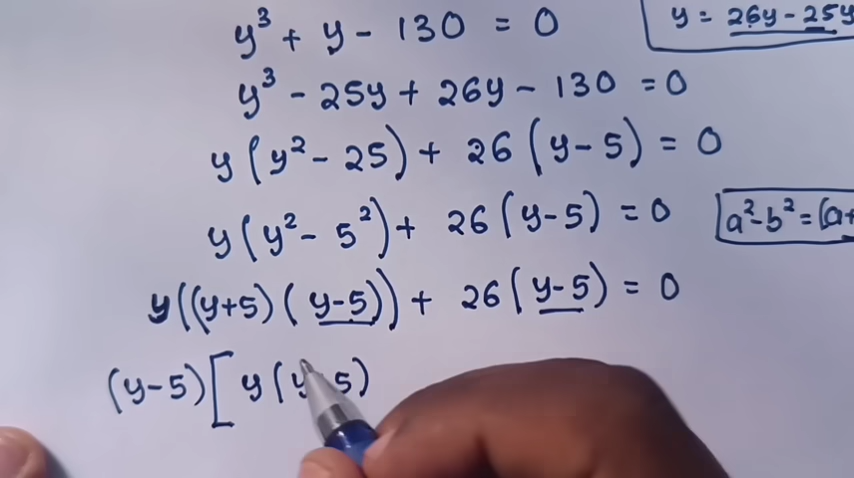 y³ + y - 130 = 0
y = 26y - 25y
y³ - 25y + 26y - 130 = 0
y(y² - 25) + 26(y - 5) = 0
y(y² - 5²) + 26(y - 5) = 0
a²-b² = (a+
y((y+5)(y-5)) + 26(y-5) = 0
(y-5)[y(y 5)